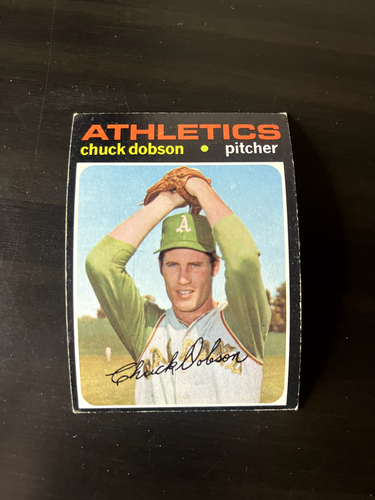 ATHLETICS
chuck dobson • pitcher
A
Chuck Dobson